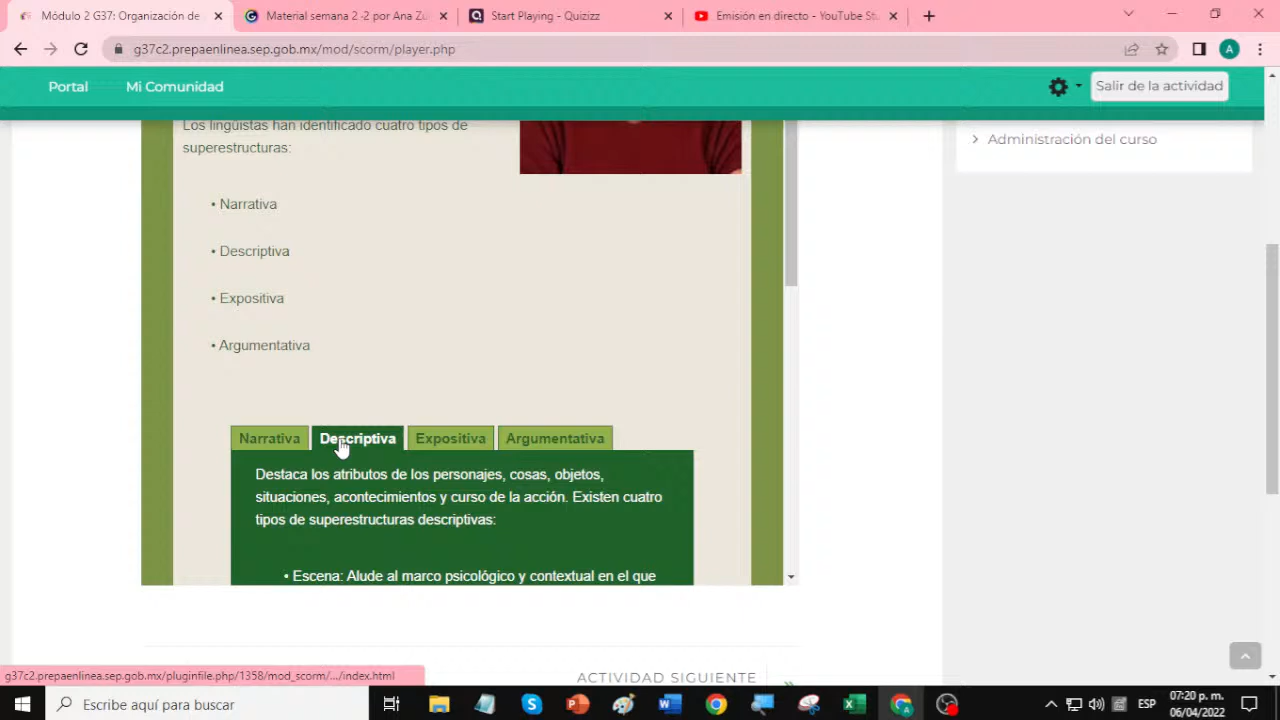 Módulo 2 G37: Organización de
Material semana 2 -2 por Ana Zú
Start Playing - Quizizz
Emisión en directo - YouTube St
g37c2.prepaenlinea.sep.gob.mx/mod/scorm/player.php
A
Portal
Mi Comunidad
Salir de la actividad
Los lingüistas han identificado cuatro tipos de
superestructuras:
Administración del curso
• Narrativa
• Descriptiva
• Expositiva
• Argumentativa
Narrativa
Descriptiva
Expositiva
Argumentativa
Destaca los atributos de los personajes, cosas, objetos,
situaciones, acontecimientos y curso de la acción. Existen cuatro
tipos de superestructuras descriptivas:
• Escena: Alude al marco psicológico y contextual en el que
ACTIVIDAD SIGUIENTE
g37c2.prepaenlinea.sep.gob.mx/pluginfile.php/1358/mod_scorm/.../index.html
Escribe aquí para buscar
ESP
07:20 p. m.
06/04/2022